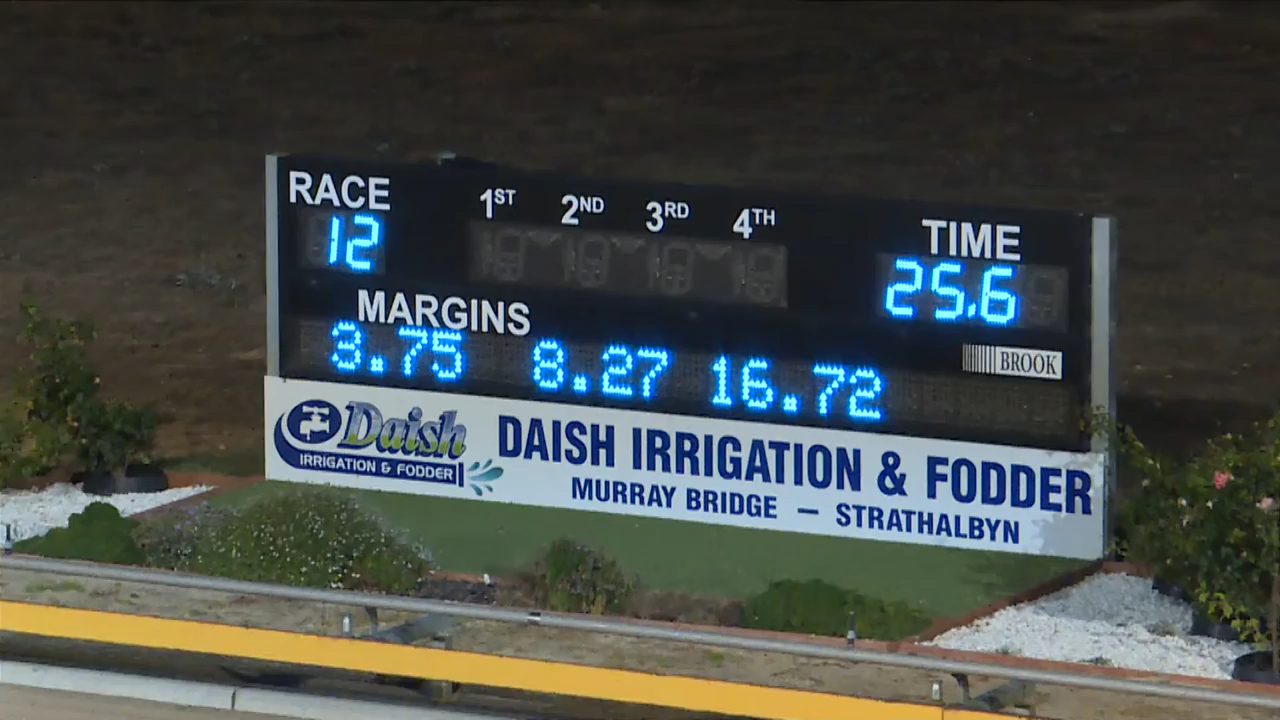 RACE 1ST 2ND 3RD 4TH TIME
12 25.6
MARGINS
3.75 8.27 16.72
BROOK
Daish
IRRIGATION & FODDER
DAISH IRRIGATION & FODDER
MURRAY BRIDGE — STRATHALBYN